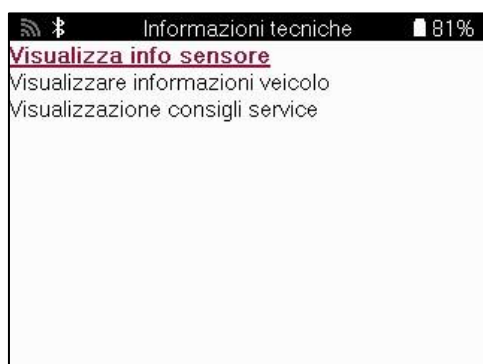 Informazioni tecniche 81%
Visualizza info sensore
Visualizzare informazioni veicolo
Visualizzazione consigli service